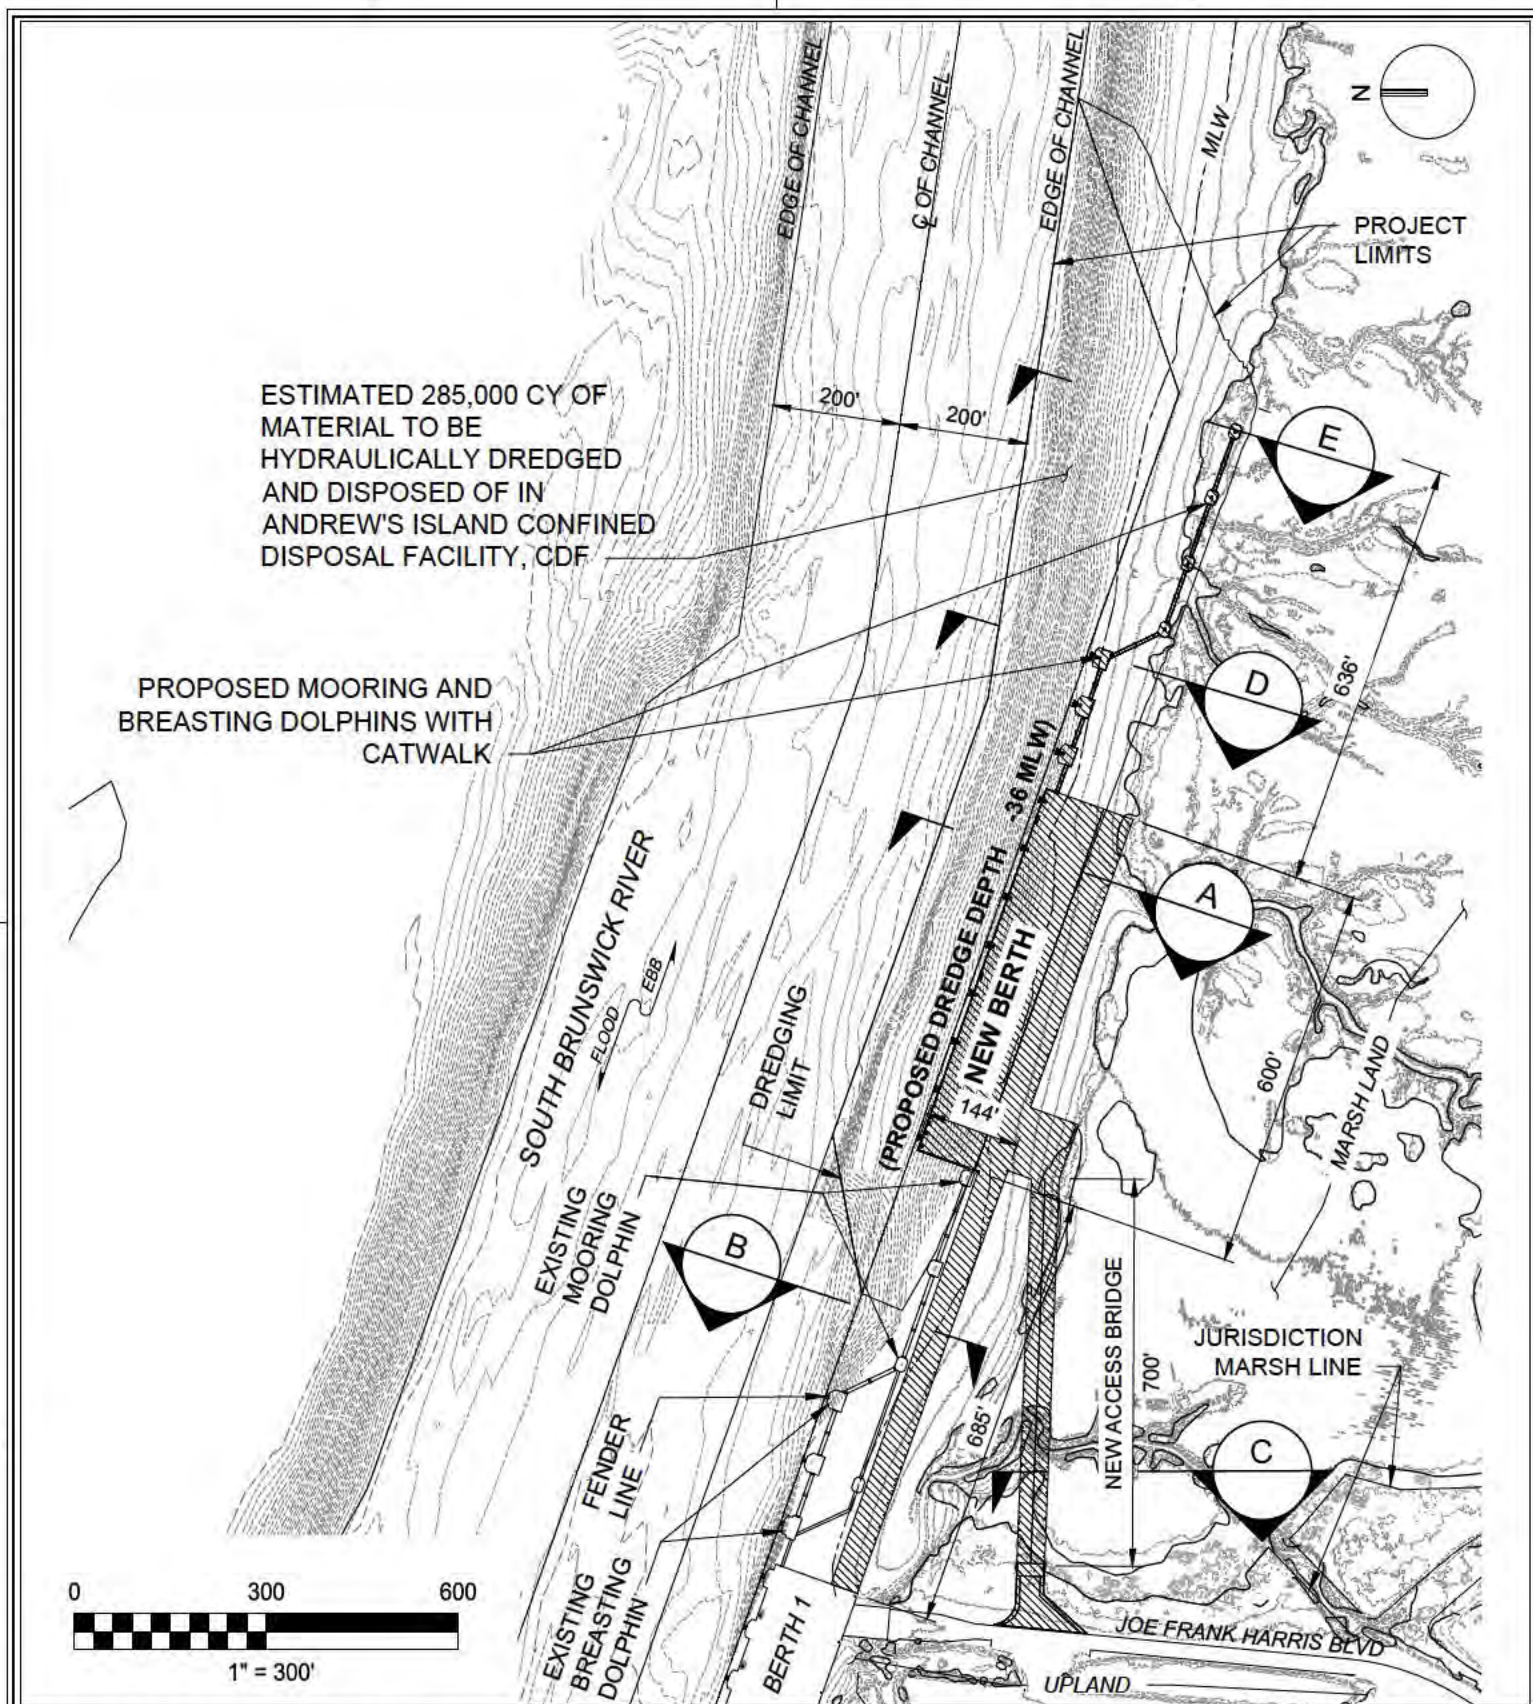 EDGE OF CHANNEL
℄ OF CHANNEL
EDGE OF CHANNEL
MLW
N
PROJECT
LIMITS
200'
200'
ESTIMATED 285,000 CY OF
MATERIAL TO BE
HYDRAULICALLY DREDGED
AND DISPOSED OF IN
ANDREW'S ISLAND CONFINED
DISPOSAL FACILITY, CDF
E
PROPOSED MOORING AND
BREASTING DOLPHINS WITH
CATWALK
D
636'
A
NEW BERTH
(PROPOSED DREDGE DEPTH -36 MLW)
144'
SOUTH BRUNSWICK RIVER
FLOOD
EBB
DREDGING
LIMIT
600'
MARSH LAND
EXISTING
MOORING
DOLPHIN
B
NEW ACCESS BRIDGE
700'
JURISDICTION
MARSH LINE
685'
C
FENDER
LINE
EXISTING
BREASTING
DOLPHIN
BERTH 1
JOE FRANK HARRIS BLVD
UPLAND
0 300 600
1" = 300'